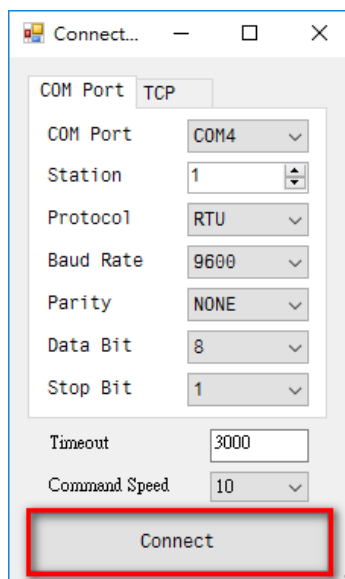 Connect...
COM Port TCP
COM Port COM4
Station 1
Protocol RTU
Baud Rate 9600
Parity NONE
Data Bit 8
Stop Bit 1
Timeout 3000
Command Speed 10
Connect